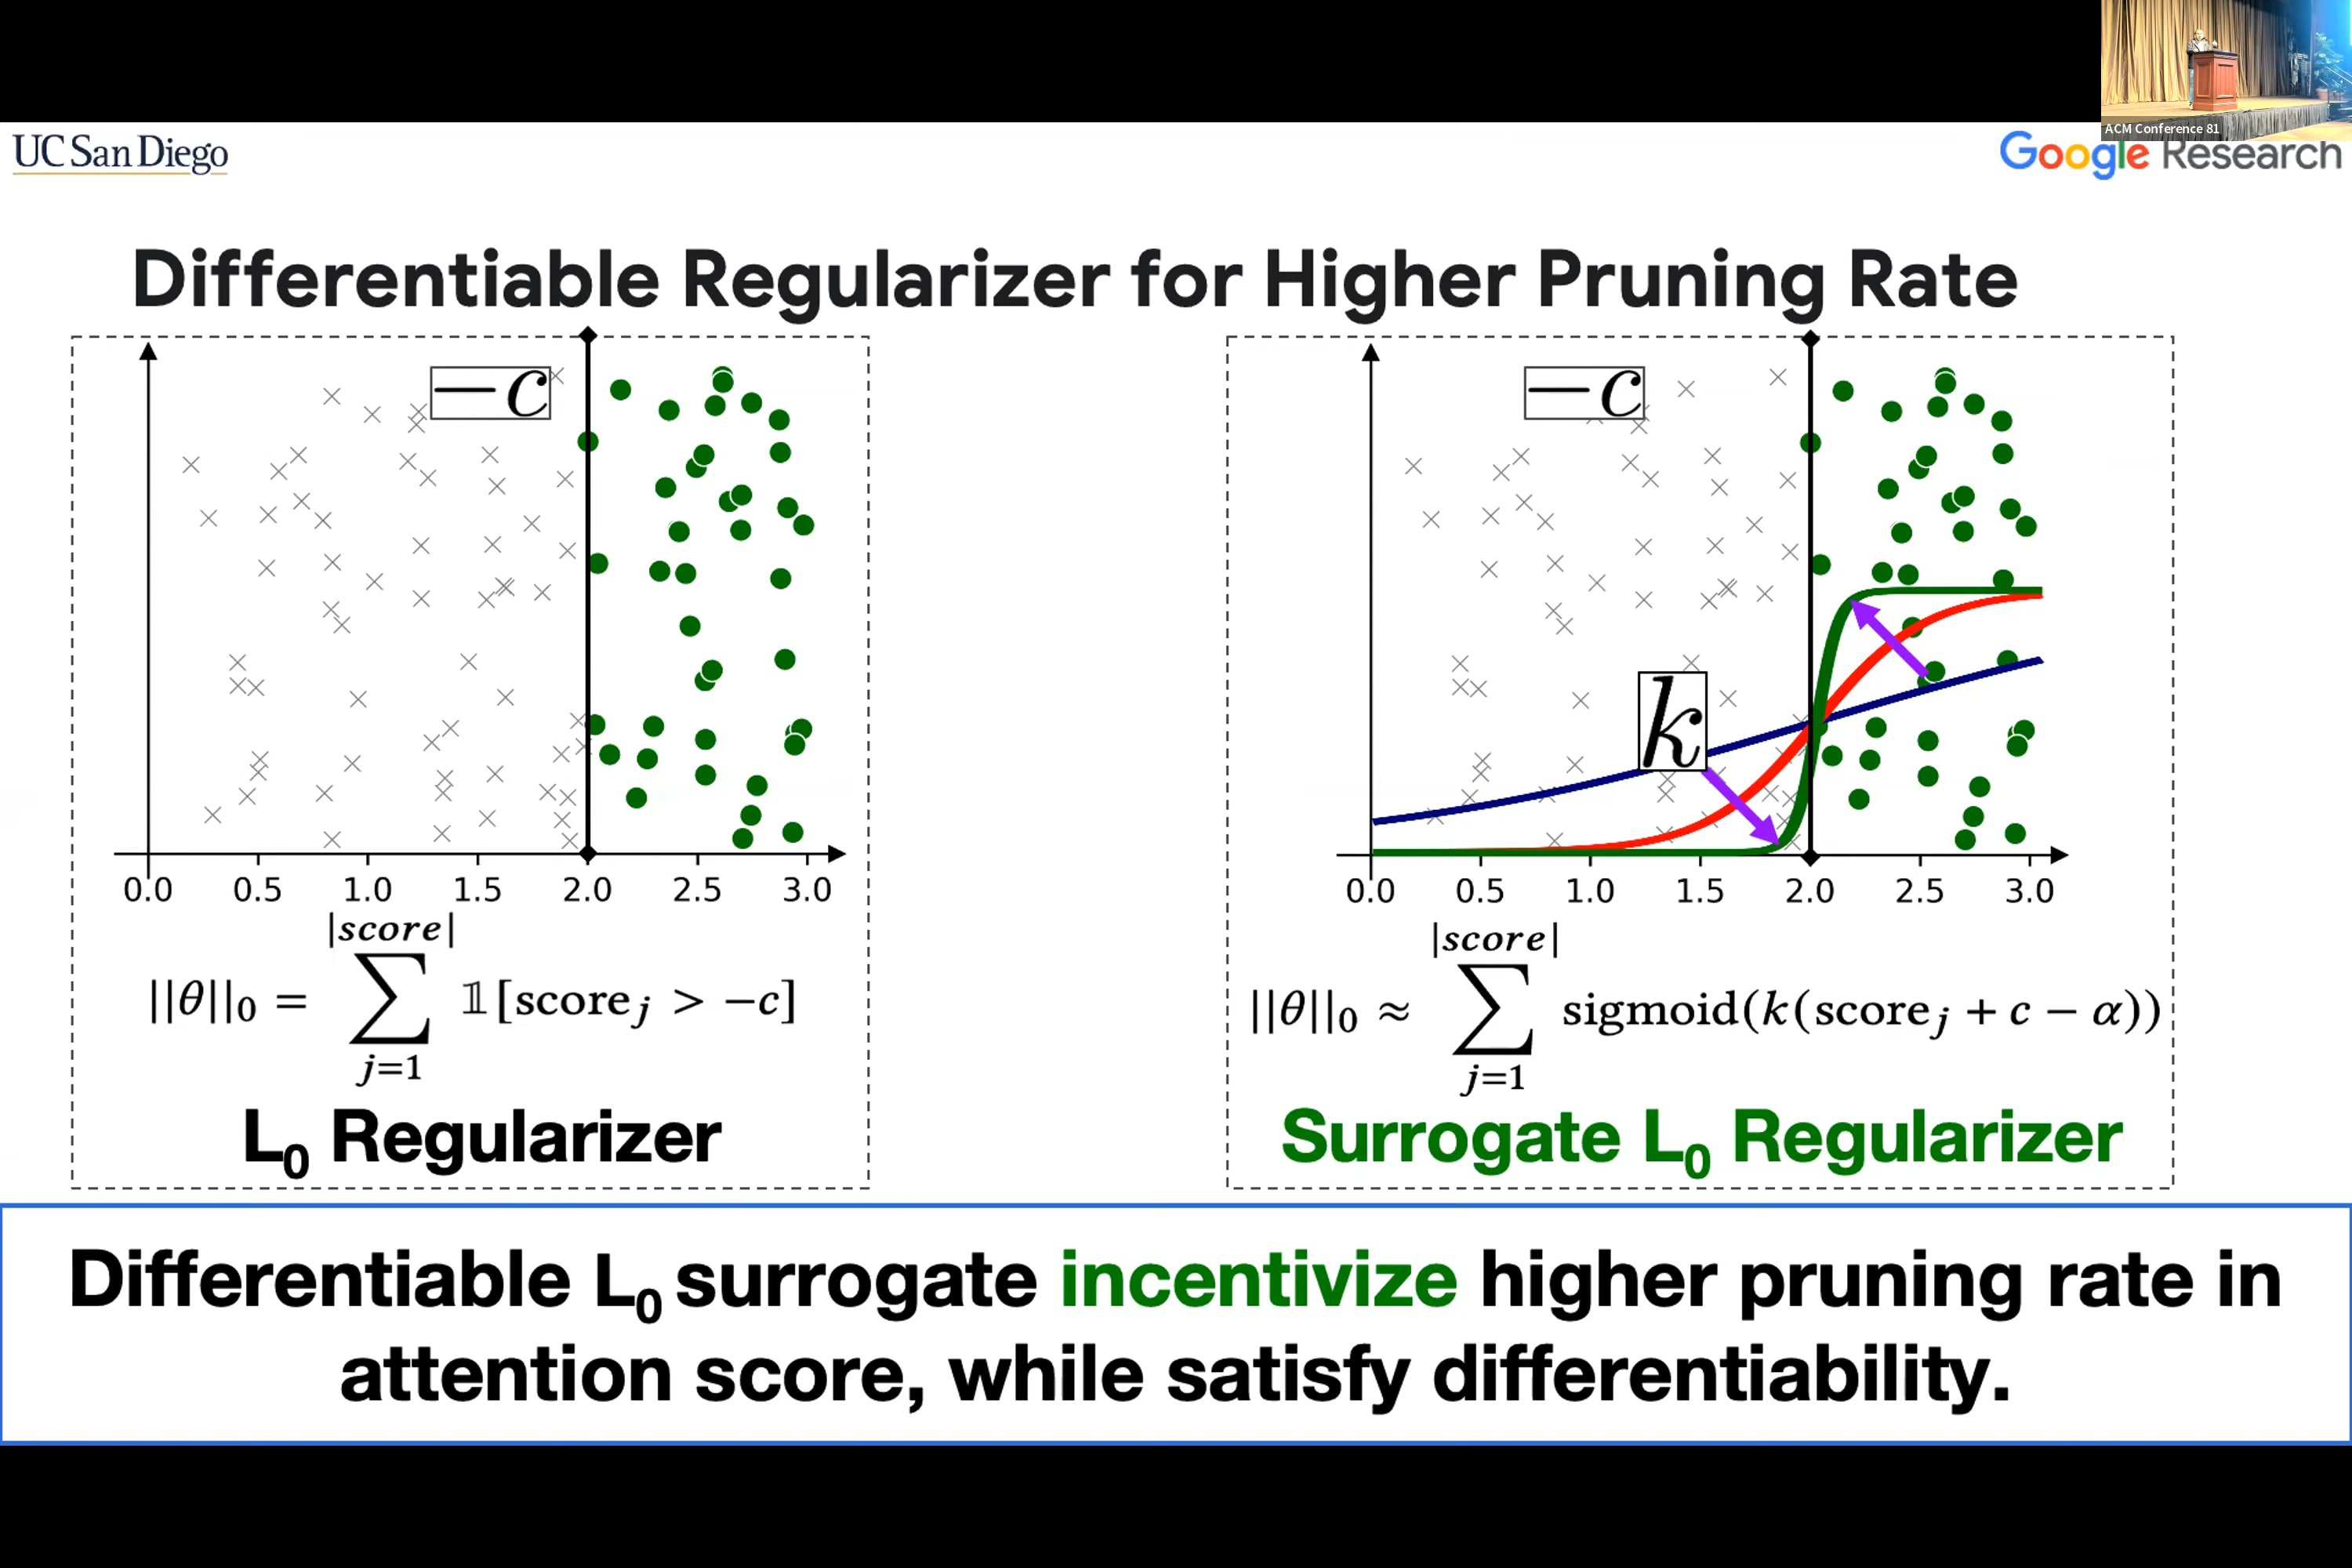 ACM Conference 81
UC San Diego
Google Research
Differentiable Regularizer for Higher Pruning Rate
−c
0.0 0.5 1.0 1.5 2.0 2.5 3.0
||θ||₀ = ∑_{j=1}^{|score|} 𝟙[score_j > −c]
L₀ Regularizer
−c
k
0.0 0.5 1.0 1.5 2.0 2.5 3.0
||θ||₀ ≈ ∑_{j=1}^{|score|} sigmoid(k(score_j + c − α))
Surrogate L₀ Regularizer
Differentiable L₀ surrogate incentivize higher pruning rate in
attention score, while satisfy differentiability.